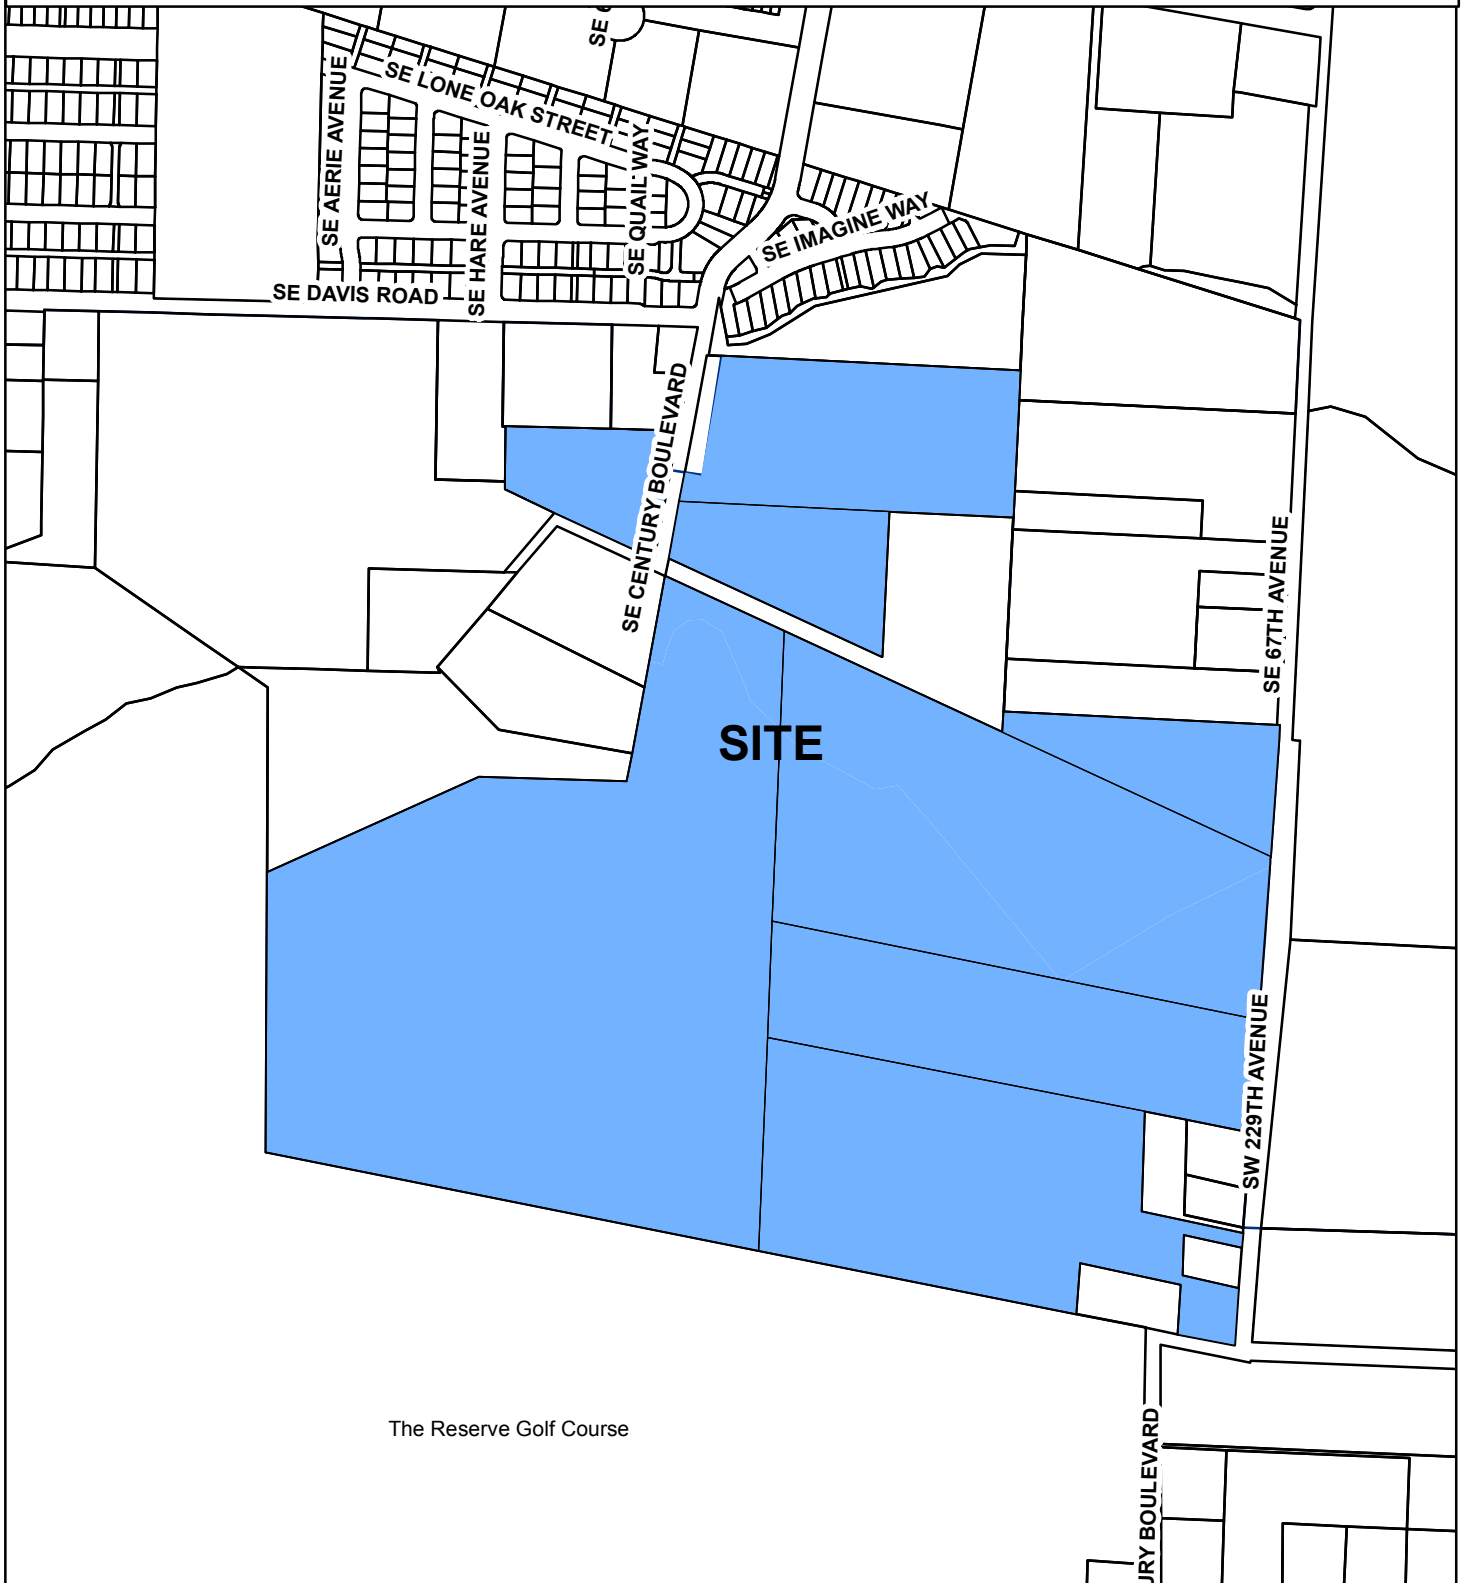 SE LONE OAK STREET
SE AERIE AVENUE
SE HARE AVENUE
SE QUAIL WAY
SE IMAGINE WAY
SE DAVIS ROAD
SE CENTURY BOULEVARD
SE 67TH AVENUE
SITE
SW 229TH AVENUE
The Reserve Golf Course
URY BOULEVARD